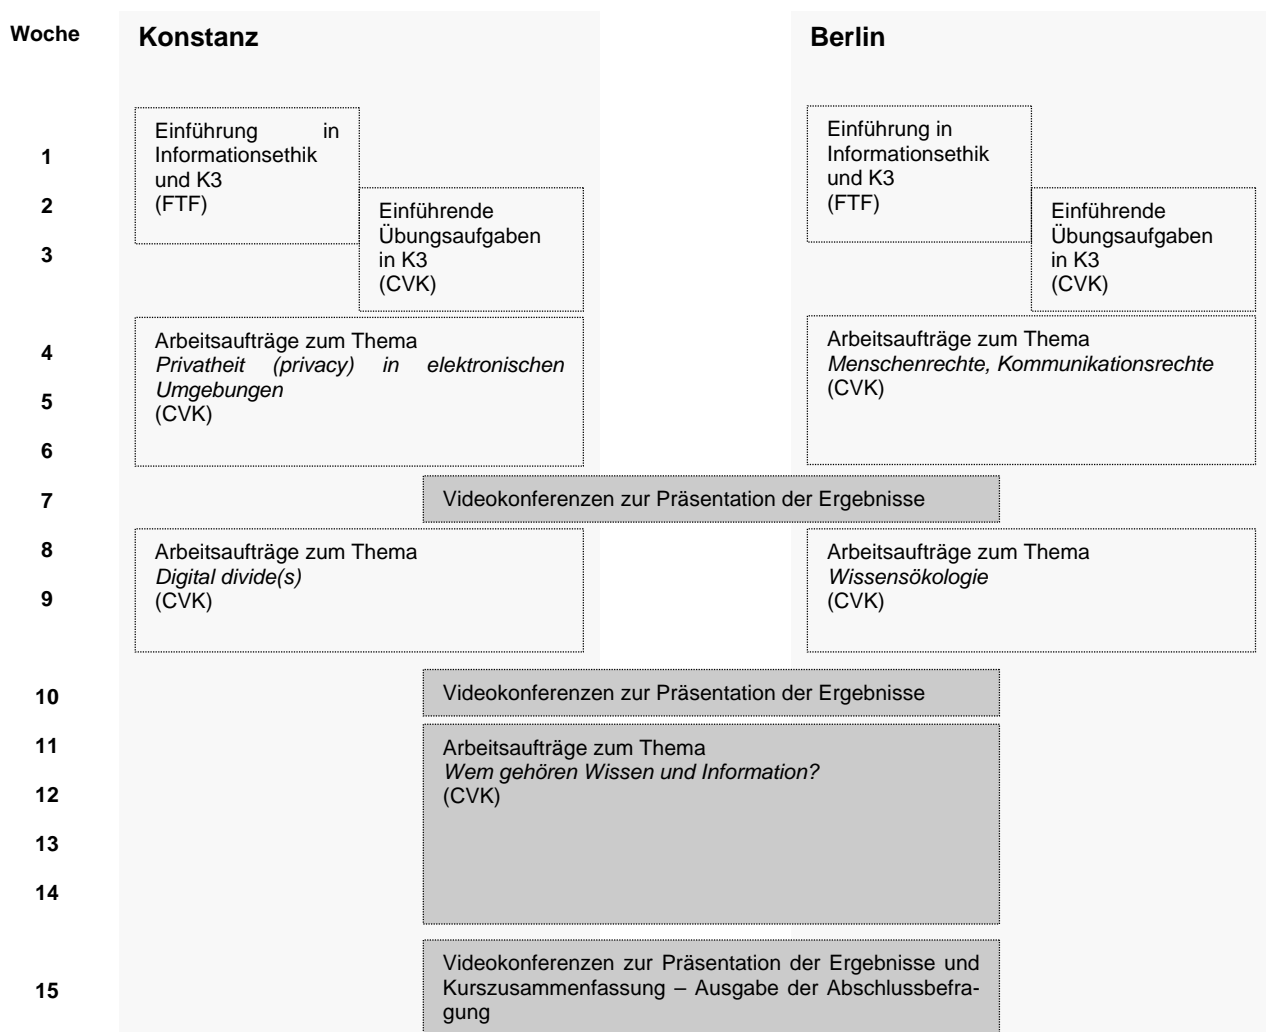 Woche Konstanz Berlin
Einführung in
Informationsethik
und K3
(FTF)
Einführung in
Informationsethik
und K3
(FTF)
1
2
3
Einführende
Übungsaufgaben
in K3
(CVK)
Einführende
Übungsaufgaben
in K3
(CVK)
4
5
6
Arbeitsaufträge zum Thema
Privatheit (privacy) in elektronischen
Umgebungen
(CVK)
Arbeitsaufträge zum Thema
Menschenrechte, Kommunikationsrechte
(CVK)
7
Videokonferenzen zur Präsentation der Ergebnisse
8
9
Arbeitsaufträge zum Thema
Digital divide(s)
(CVK)
Arbeitsaufträge zum Thema
Wissensökologie
(CVK)
10
Videokonferenzen zur Präsentation der Ergebnisse
11
12
13
14
Arbeitsaufträge zum Thema
Wem gehören Wissen und Information?
(CVK)
15
Videokonferenzen zur Präsentation der Ergebnisse und
Kurszusammenfassung – Ausgabe der Abschlussbefra-
gung